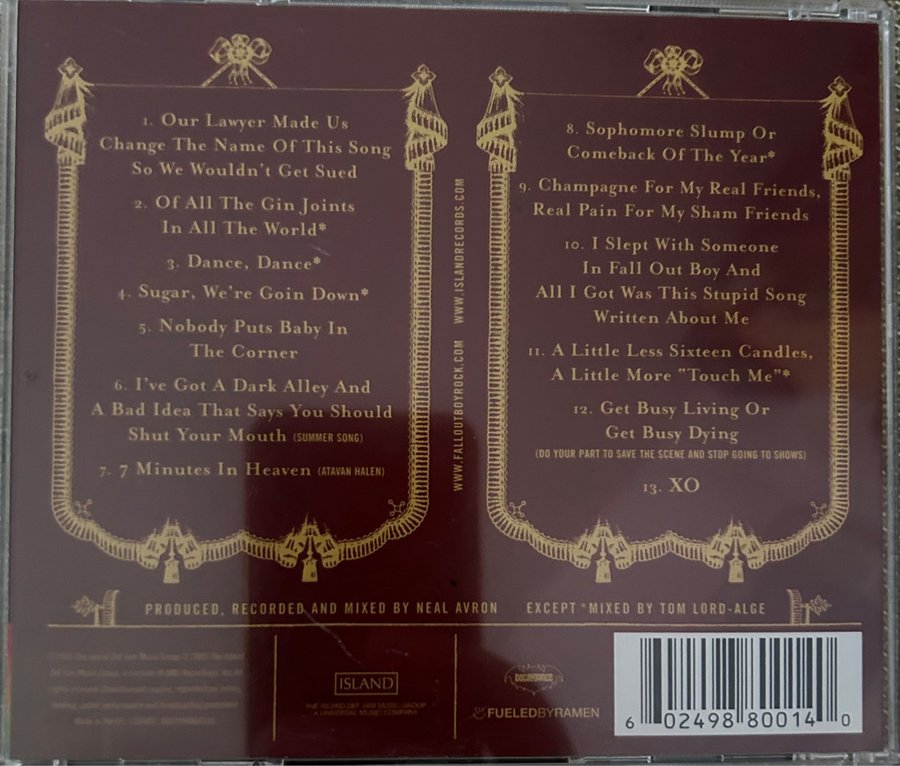 1. Our Lawyer Made Us
Change The Name Of This Song
So We Wouldn't Get Sued
2. Of All The Gin Joints
In All The World*
3. Dance, Dance*
4. Sugar, We're Goin Down*
5. Nobody Puts Baby In
The Corner
6. I've Got A Dark Alley And
A Bad Idea That Says You Should
Shut Your Mouth (SUMMER SONG)
7. 7 Minutes In Heaven (ATAVAN HALEN)
WWW.FALLOUTBOYROCK.COM WWW.ISLANDRECORDS.COM
8. Sophomore Slump Or
Comeback Of The Year*
9. Champagne For My Real Friends,
Real Pain For My Sham Friends
10. I Slept With Someone
In Fall Out Boy And
All I Got Was This Stupid Song
Written About Me
11. A Little Less Sixteen Candles,
A Little More "Touch Me"*
12. Get Busy Living Or
Get Busy Dying
(DO YOUR PART TO SAVE THE SCENE AND STOP GOING TO SHOWS)
13. XO
PRODUCED, RECORDED AND MIXED BY NEAL AVRON EXCEPT *MIXED BY TOM LORD-ALGE
ISLAND
THE ISLAND DEF JAM MUSIC GROUP
A UNIVERSAL MUSIC COMPANY
DECAYDANCE
FUELEDBYRAMEN
6 02498 80014 0